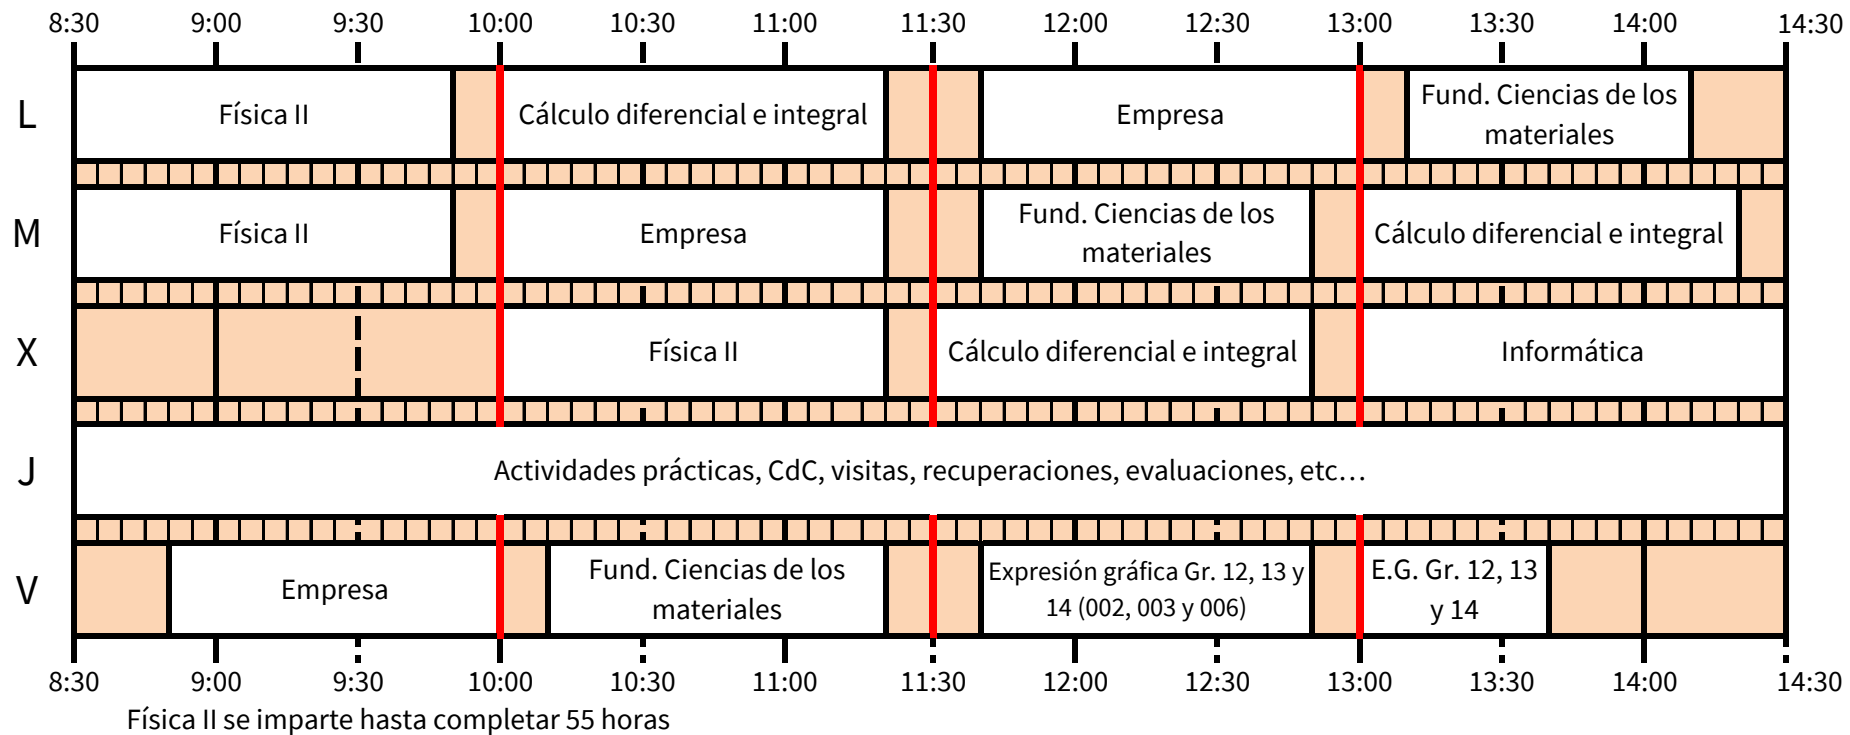 8:30 9:00 9:30 10:00 10:30 11:00 11:30 12:00 12:30 13:00 13:30 14:00 14:30
L
Física II
Cálculo diferencial e integral
Empresa
Fund. Ciencias de los
materiales
M
Física II
Empresa
Fund. Ciencias de los
materiales
Cálculo diferencial e integral
X
Física II
Cálculo diferencial e integral
Informática
J
Actividades prácticas, CdC, visitas, recuperaciones, evaluaciones, etc…
V
Empresa
Fund. Ciencias de los
materiales
Expresión gráfica Gr. 12, 13 y
14 (002, 003 y 006)
E.G. Gr. 12, 13
y 14
8:30 9:00 9:30 10:00 10:30 11:00 11:30 12:00 12:30 13:00 13:30 14:00 14:30
Física II se imparte hasta completar 55 horas